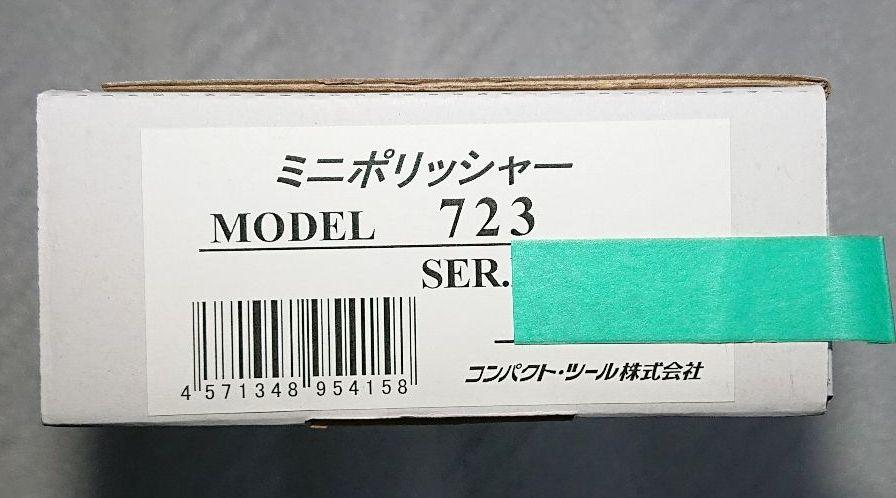 ミニポリッシャー
MODEL 723
SER.
4 571348 954158
コンパクト・ツール株式会社